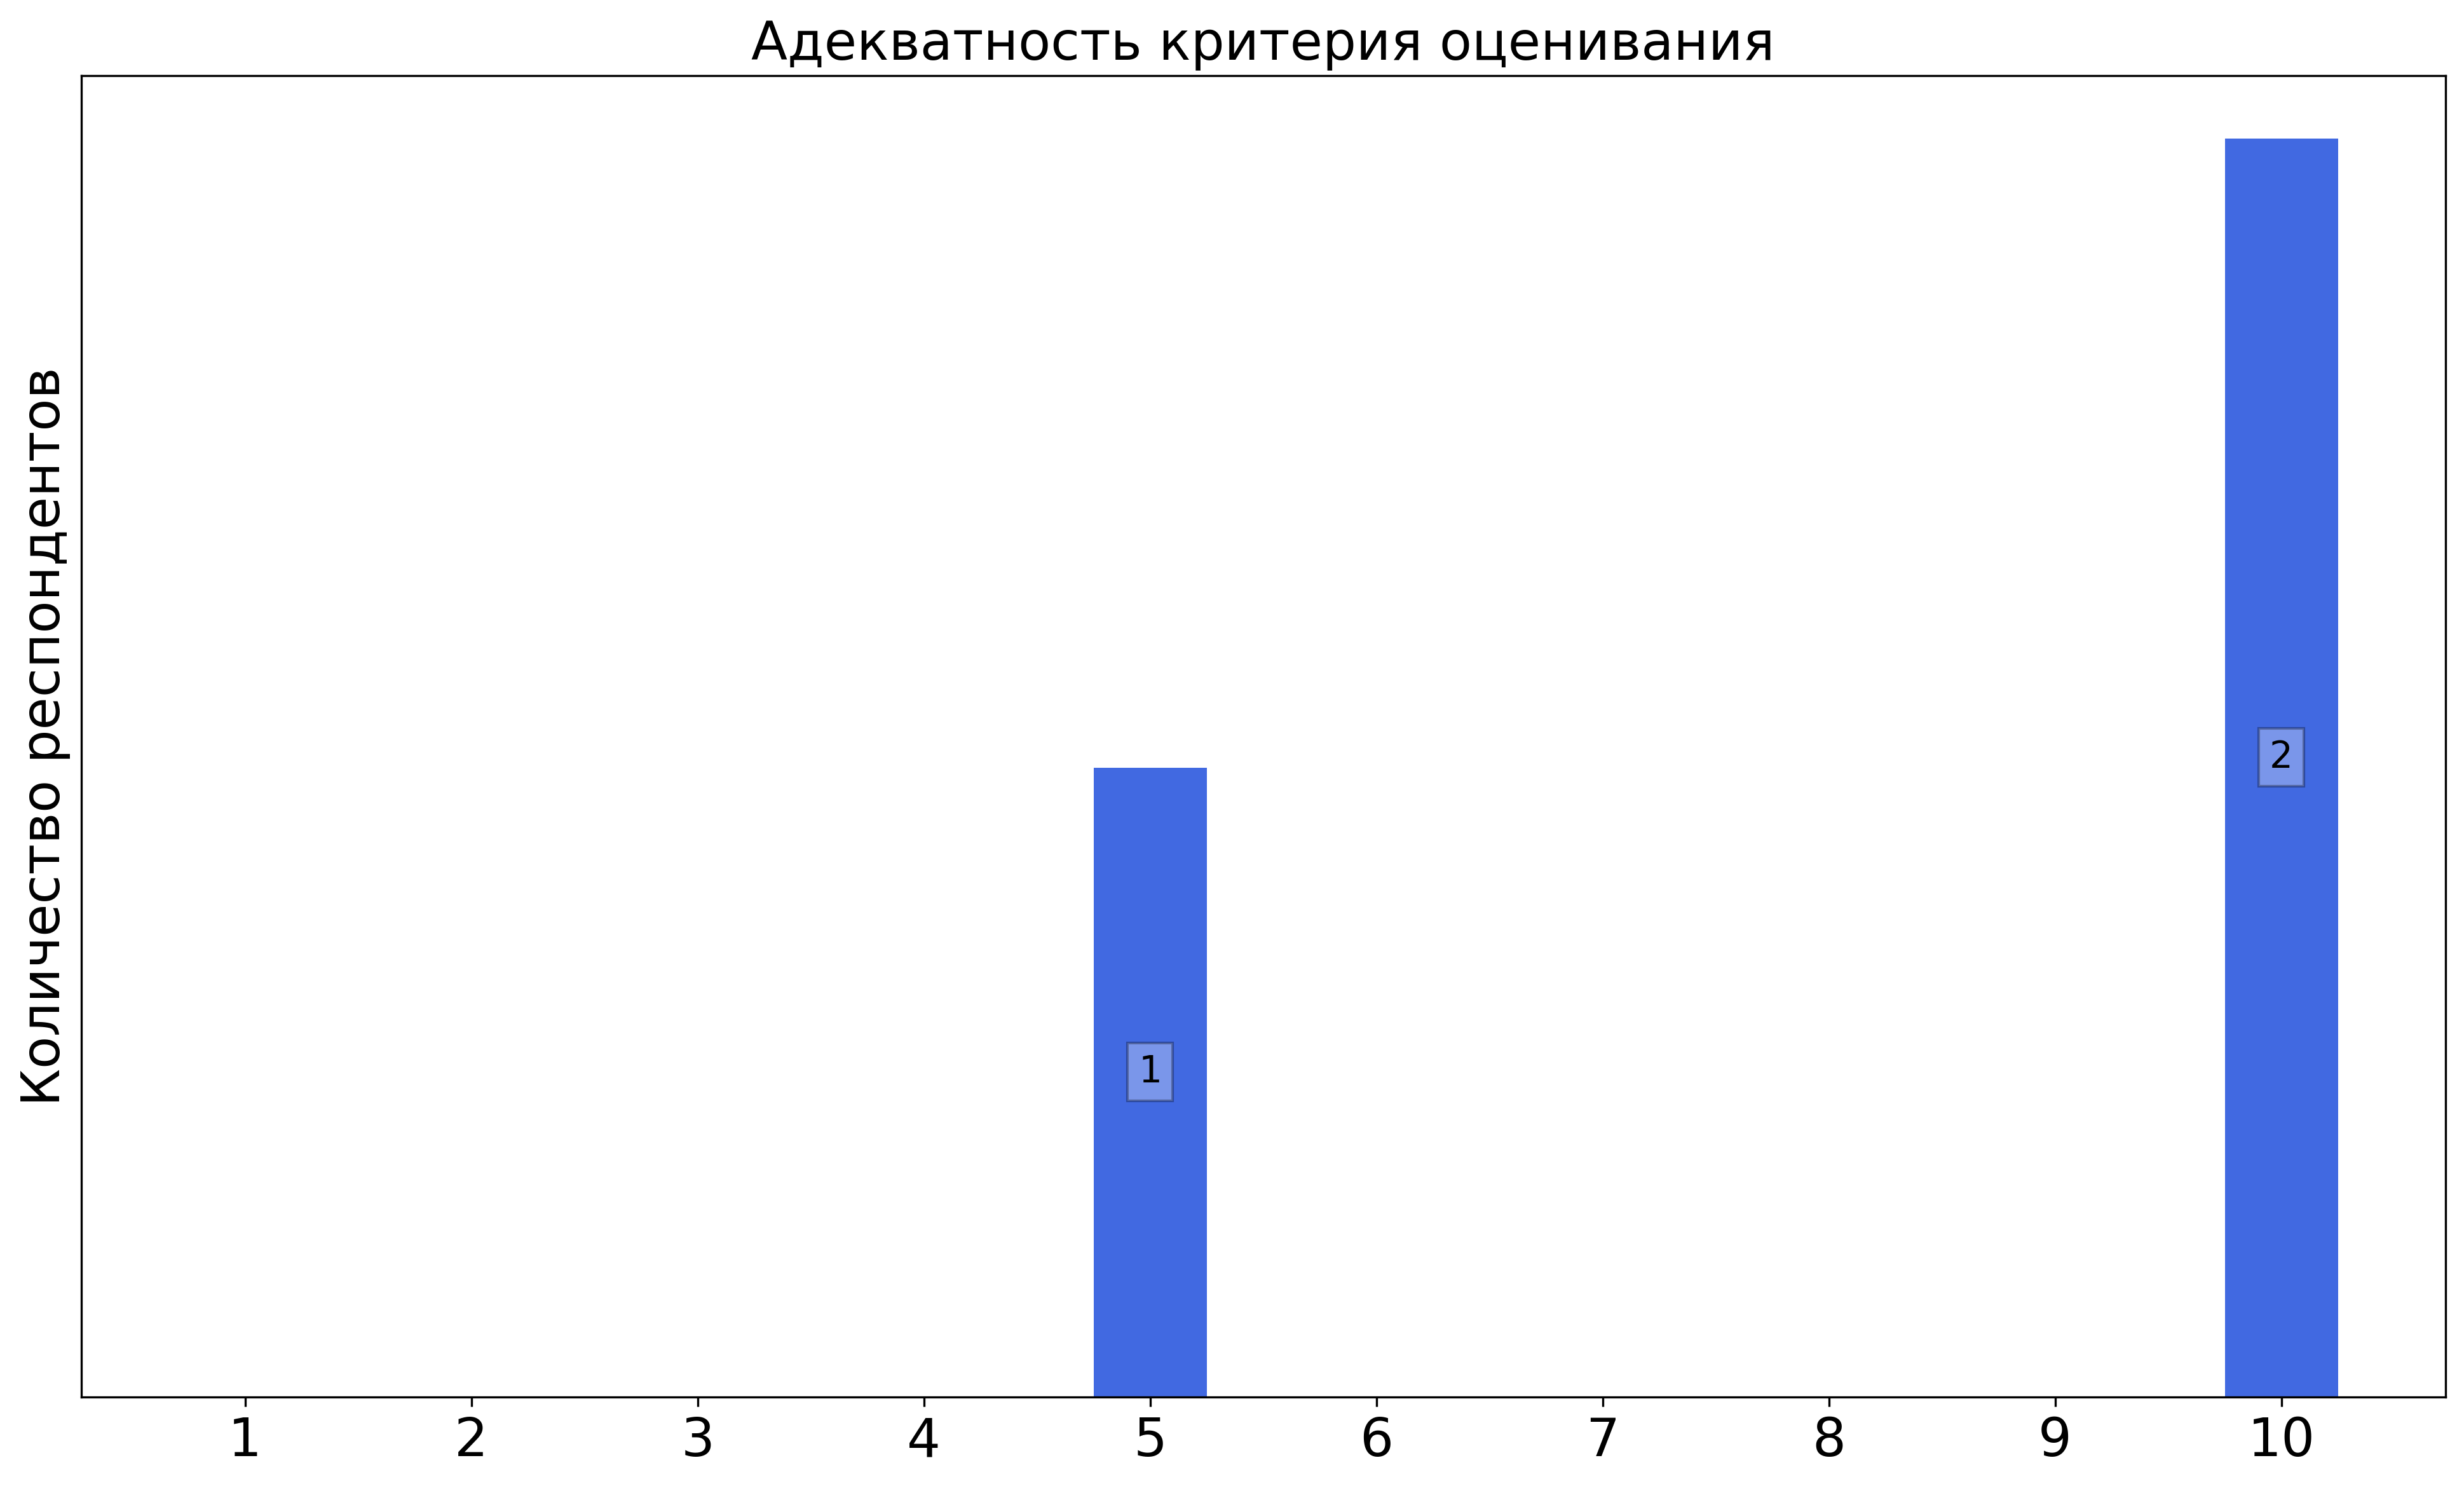 Адекватность критерия оценивания
Количество респондентов
2
1
1 2 3 4 5 6 7 8 9 10